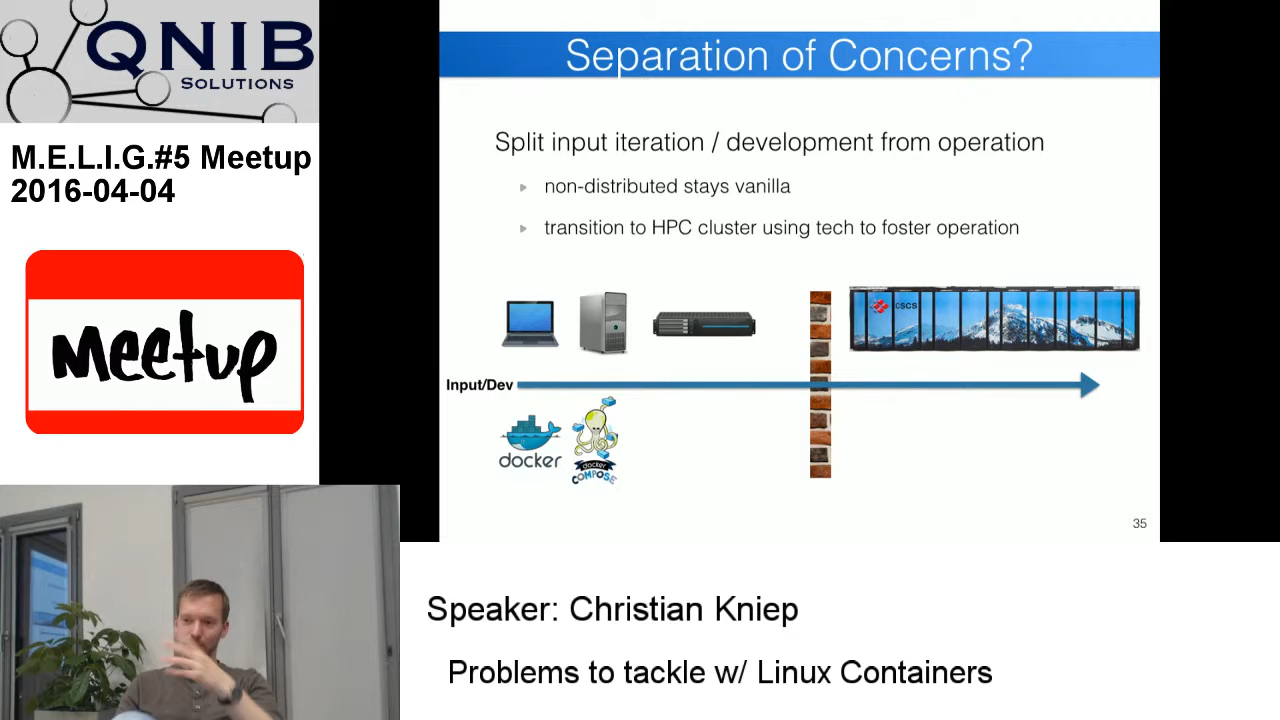 QNIB
SOLUTIONS
M.E.L.I.G.#5 Meetup
2016-04-04
meetup
Separation of Concerns?
Split input iteration / development from operation
non-distributed stays vanilla
transition to HPC cluster using tech to foster operation
CSCS
Input/Dev
docker
docker
COMPOSE
35
Speaker: Christian Kniep
Problems to tackle w/ Linux Containers